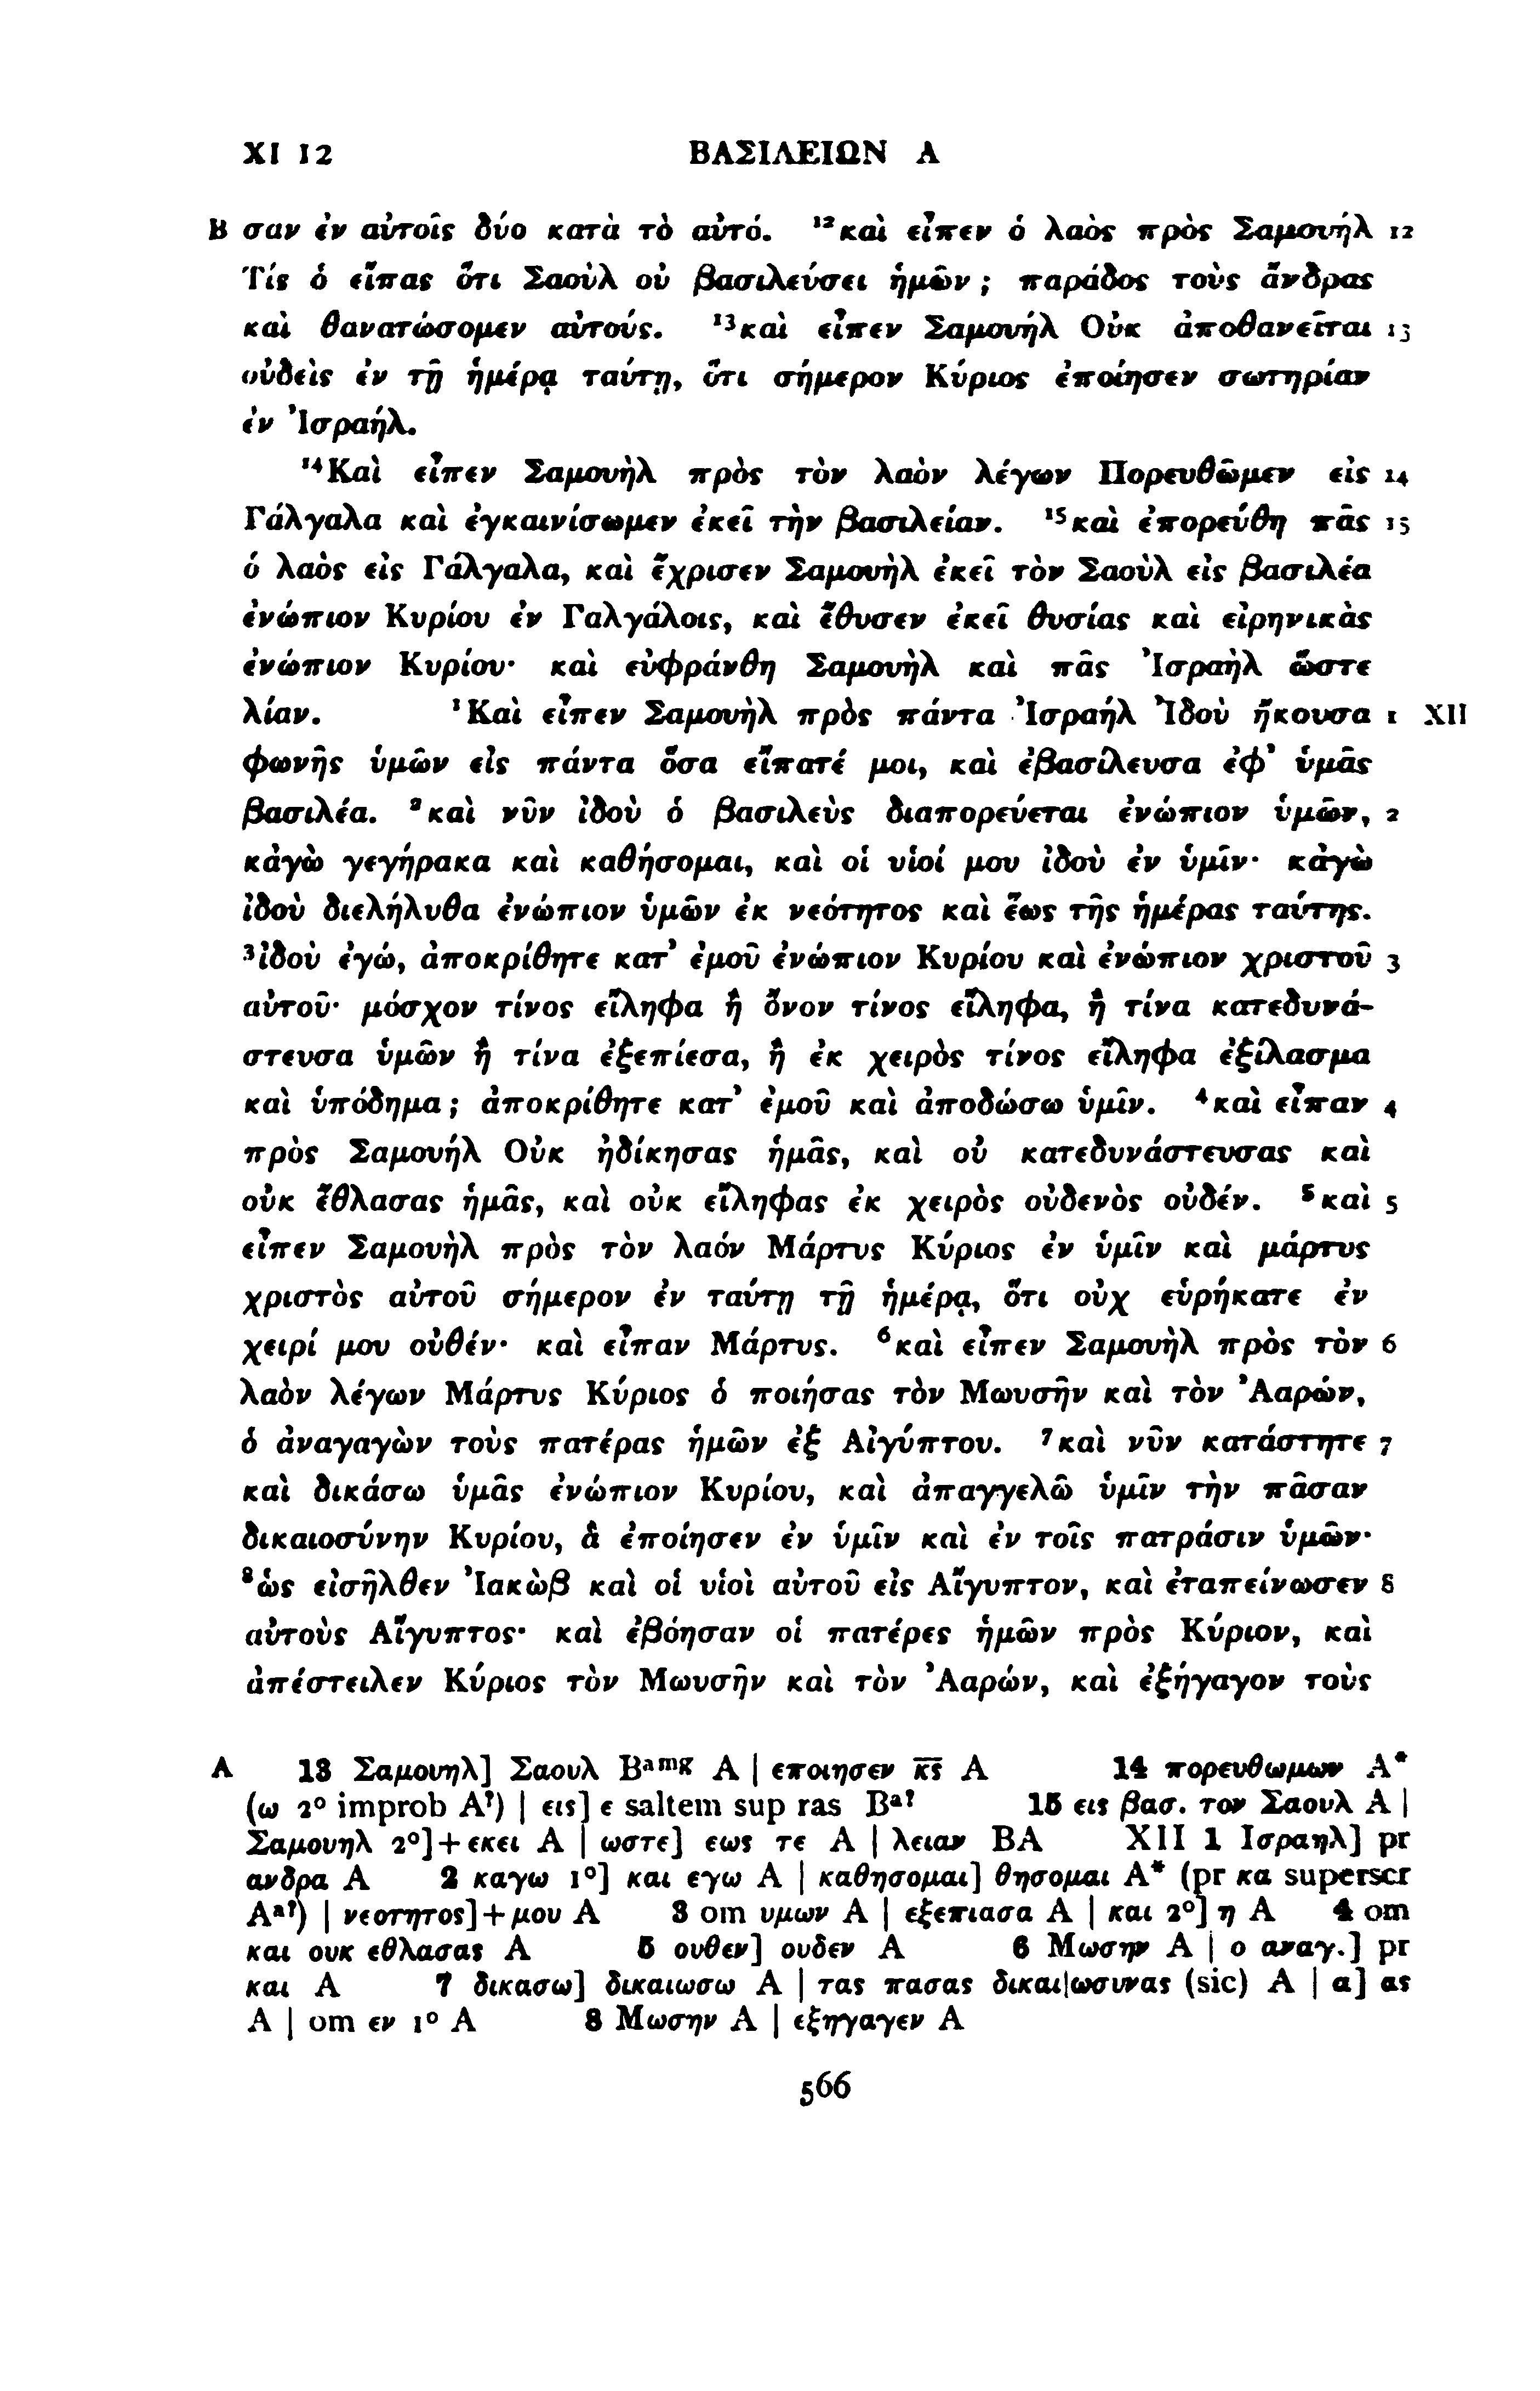 XI 12 ΒΑΣΙΛΕΙΩΝ Α
B σαν ἐν αὐτοῖς δύο κατὰ τὸ αὐτό. ¹²καὶ εἶπεν ὁ λαὸς πρὸς Σαμουήλ 12
Τίς ὁ εἴπας ὅτι Σαοὺλ οὐ βασιλεύσει ἡμῶν; παράδος τοὺς ἄνδρας
καὶ θανατώσομεν αὐτούς. ¹³καὶ εἶπεν Σαμουήλ Οὐκ ἀποθανεῖται 13
οὐδεὶς ἐν τῇ ἡμέρᾳ ταύτῃ, ὅτι σήμερον Κύριος ἐποίησεν σωτηρίαν
ἐν Ἰσραήλ.
¹⁴Καὶ εἶπεν Σαμουὴλ πρὸς τὸν λαὸν λέγων Πορευθῶμεν εἰς 14
Γάλγαλα καὶ ἐγκαινίσωμεν ἐκεῖ τὴν βασιλείαν. ¹⁵καὶ ἐπορεύθη πᾶς 15
ὁ λαὸς εἰς Γάλγαλα, καὶ ἔχρισεν Σαμουὴλ ἐκεῖ τὸν Σαοὺλ εἰς βασιλέα
ἐνώπιον Κυρίου ἐν Γαλγάλοις, καὶ ἔθυσεν ἐκεῖ θυσίας καὶ εἰρηνικὰς
ἐνώπιον Κυρίου· καὶ εὐφράνθη Σαμουὴλ καὶ πᾶς Ἰσραὴλ ὥστε
λίαν. ¹Καὶ εἶπεν Σαμουὴλ πρὸς πάντα Ἰσραήλ Ἰδοὺ ἤκουσα 1 XII
φωνῆς ὑμῶν εἰς πάντα ὅσα εἴπατέ μοι, καὶ ἐβασίλευσα ἐφ’ ὑμᾶς
βασιλέα. ²καὶ νῦν ἰδοὺ ὁ βασιλεὺς διαπορεύεται ἐνώπιον ὑμῶν, 2
κἀγὼ γεγήρακα καὶ καθήσομαι, καὶ οἱ υἱοί μου ἰδοὺ ἐν ὑμῖν· κἀγὼ
ἰδοὺ διελήλυθα ἐνώπιον ὑμῶν ἐκ νεότητος καὶ ἕως τῆς ἡμέρας ταύτης.
³ἰδοὺ ἐγώ, ἀποκρίθητε κατ’ ἐμοῦ ἐνώπιον Κυρίου καὶ ἐνώπιον χριστοῦ 3
αὐτοῦ· μόσχον τίνος εἴληφα ἢ ὄνον τίνος εἴληφα, ἢ τίνα κατεδυνά-
στευσα ὑμῶν ἢ τίνα ἐξεπίεσα, ἢ ἐκ χειρὸς τίνος εἴληφα ἐξίλασμα
καὶ ὑπόδημα; ἀποκρίθητε κατ’ ἐμοῦ καὶ ἀποδώσω ὑμῖν. ⁴καὶ εἶπαν 4
πρὸς Σαμουήλ Οὐκ ἠδίκησας ἡμᾶς, καὶ οὐ κατεδυνάστευσας καὶ
οὐκ ἔθλασας ἡμᾶς, καὶ οὐκ εἴληφας ἐκ χειρὸς οὐδενὸς οὐδέν. ⁵καὶ 5
εἶπεν Σαμουὴλ πρὸς τὸν λαόν Μάρτυς Κύριος ἐν ὑμῖν καὶ μάρτυς
χριστὸς αὐτοῦ σήμερον ἐν ταύτῃ τῇ ἡμέρᾳ, ὅτι οὐχ εὑρήκατε ἐν
χειρί μου οὐθέν· καὶ εἶπαν Μάρτυς. ⁶καὶ εἶπεν Σαμουὴλ πρὸς τὸν 6
λαὸν λέγων Μάρτυς Κύριος ὁ ποιήσας τὸν Μωυσῆν καὶ τὸν Ἀαρών,
ὁ ἀναγαγὼν τοὺς πατέρας ἡμῶν ἐξ Αἰγύπτου. ⁷καὶ νῦν κατάστητε 7
καὶ δικάσω ὑμᾶς ἐνώπιον Κυρίου, καὶ ἀπαγγελῶ ὑμῖν τὴν πᾶσαν
δικαιοσύνην Κυρίου, ἃ ἐποίησεν ἐν ὑμῖν καὶ ἐν τοῖς πατράσιν ὑμῶν·
⁸ὡς εἰσῆλθεν Ἰακὼβ καὶ οἱ υἱοὶ αὐτοῦ εἰς Αἴγυπτον, καὶ ἐταπείνωσεν 8
αὐτοὺς Αἴγυπτος· καὶ ἐβόησαν οἱ πατέρες ἡμῶν πρὸς Κύριον, καὶ
ἀπέστειλεν Κύριος τὸν Μωυσῆν καὶ τὸν Ἀαρών, καὶ ἐξήγαγον τοὺς
A 13 Σαμουηλ] Σαουλ Bᵃᵐᵍ A | εποιησεν κ̅ς̅ A 14 πορευθωμων A*
(ω 2° improb A?) | εις] ε saltem sup ras Bᵃ? 15 εις βασ. τον Σαουλ A |
Σαμουηλ 2°]+εκει A | ωστε] εως τε A | λειαν BA XII 1 Ισραηλ] pr
ανδρα A 2 καγω 1°] και εγω A | καθησομαι] θησομαι A* (pr κα superscr
Aᵃ?) | νεοτητος]+μου A 3 om υμων A | εξεπιασα A | και 2°] η A 4 om
και ουκ εθλασας A 5 ουθεν] ουδεν A 6 Μωσην A | ο αναγ.] pr
και A 7 δικασω] δικαιωσω A | τας πασας δικαι|ωσυνας (sic) A | α] ας
A | om εν 1° A 8 Μωσην A | εξηγαγεν A
566